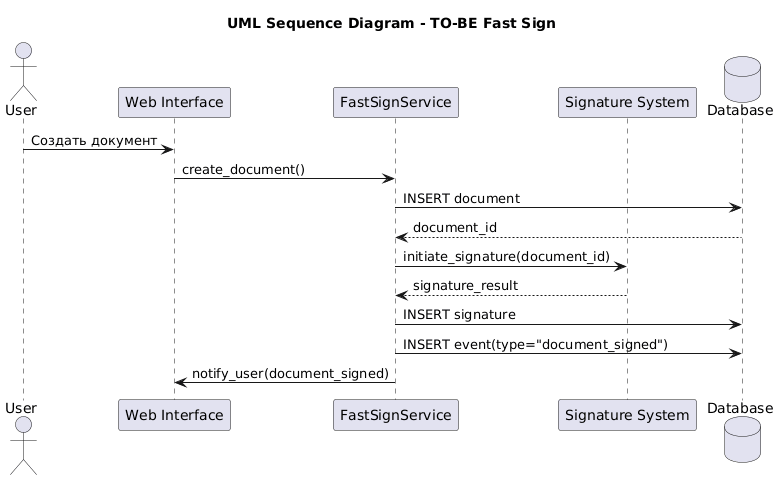 UML Sequence Diagram - TO-BE Fast Sign
User
Web Interface
FastSignService
Signature System
Database
Создать документ
create_document()
INSERT document
document_id
initiate_signature(document_id)
signature_result
INSERT signature
INSERT event(type="document_signed")
notify_user(document_signed)
User
Web Interface
FastSignService
Signature System
Database